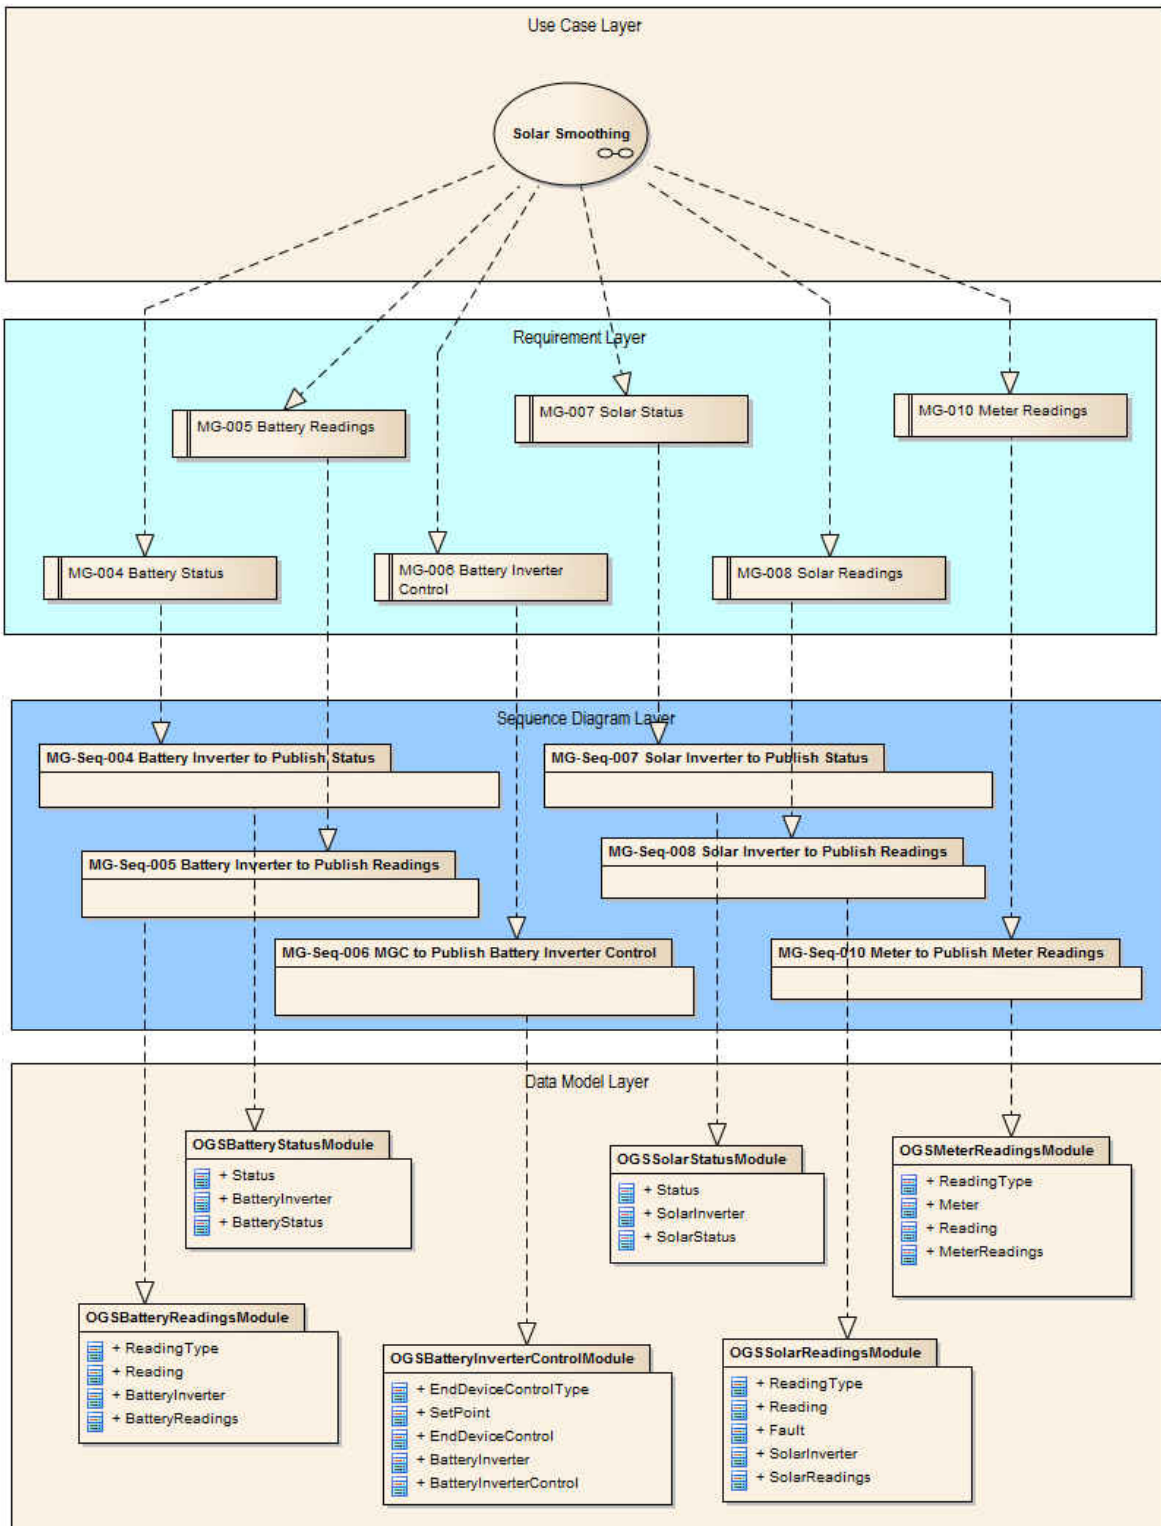 Use Case Layer
Solar Smoothing
Requirement Layer
MG-005 Battery Readings
MG-007 Solar Status
MG-010 Meter Readings
MG-004 Battery Status
MG-006 Battery Inverter
Control
MG-008 Solar Readings
Sequence Diagram Layer
MG-Seq-004 Battery Inverter to Publish Status
MG-Seq-007 Solar Inverter to Publish Status
MG-Seq-005 Battery Inverter to Publish Readings
MG-Seq-008 Solar Inverter to Publish Readings
MG-Seq-006 MGC to Publish Battery Inverter Control
MG-Seq-010 Meter to Publish Meter Readings
Data Model Layer
OGSBatteryStatusModule
+ Status
+ BatteryInverter
+ BatteryStatus
OGSSolarStatusModule
+ Status
+ SolarInverter
+ SolarStatus
OGSMeterReadingsModule
+ ReadingType
+ Meter
+ Reading
+ MeterReadings
OGSBatteryReadingsModule
+ ReadingType
+ Reading
+ BatteryInverter
+ BatteryReadings
OGSBatteryInverterControlModule
+ EndDeviceControlType
+ SetPoint
+ EndDeviceControl
+ BatteryInverter
+ BatteryInverterControl
OGSSolarReadingsModule
+ ReadingType
+ Reading
+ Fault
+ SolarInverter
+ SolarReadings